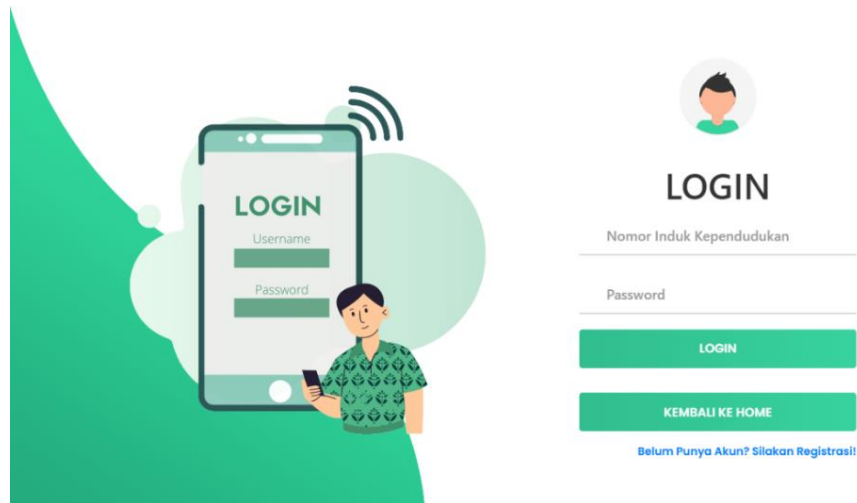 LOGIN
Username
Password
LOGIN
Nomor Induk Kependudukan
Password
LOGIN
KEMBALI KE HOME
Belum Punya Akun? Silakan Registrasi!